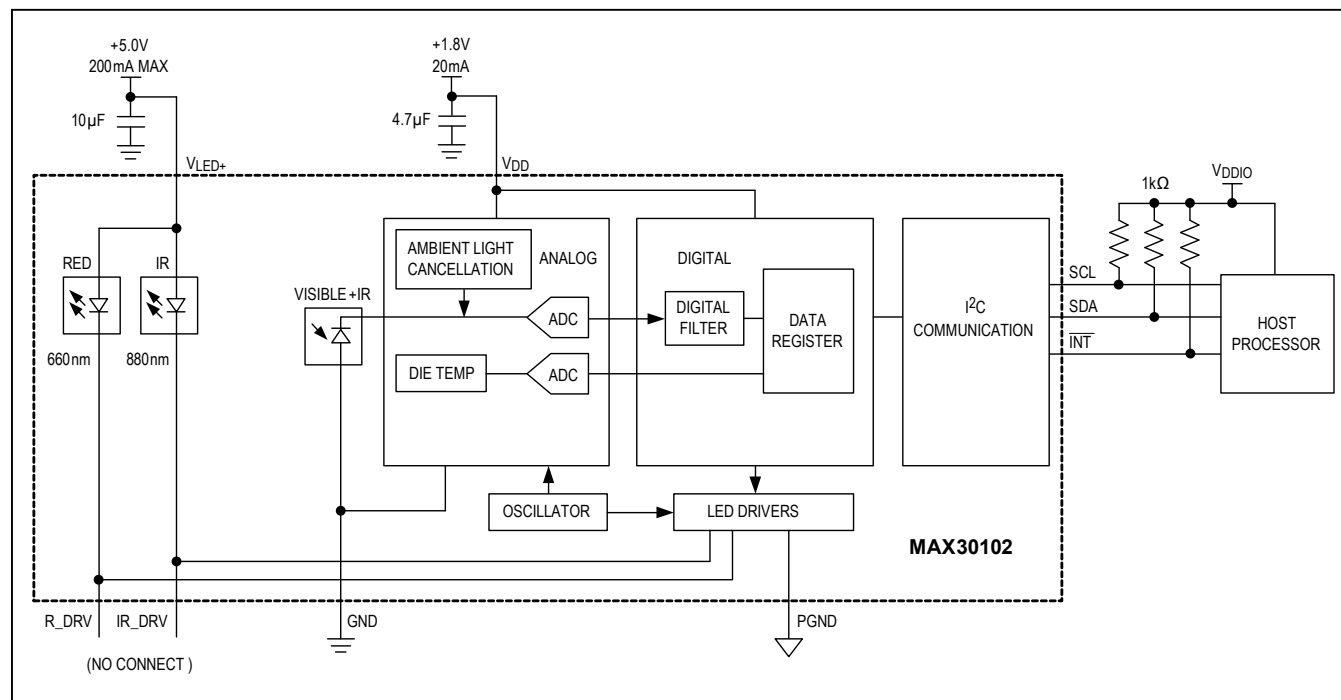 +5.0V
200mA MAX
10µF
VLED+
+1.8V
20mA
4.7µF
VDD
RED
IR
660nm
880nm
VISIBLE +IR
AMBIENT LIGHT
CANCELLATION
ANALOG
ADC
DIE TEMP
ADC
DIGITAL
DIGITAL
FILTER
DATA
REGISTER
I²C
COMMUNICATION
1kΩ
VDDIO
SCL
SDA
INT
HOST
PROCESSOR
OSCILLATOR
LED DRIVERS
MAX30102
R_DRV
IR_DRV
(NO CONNECT )
GND
PGND